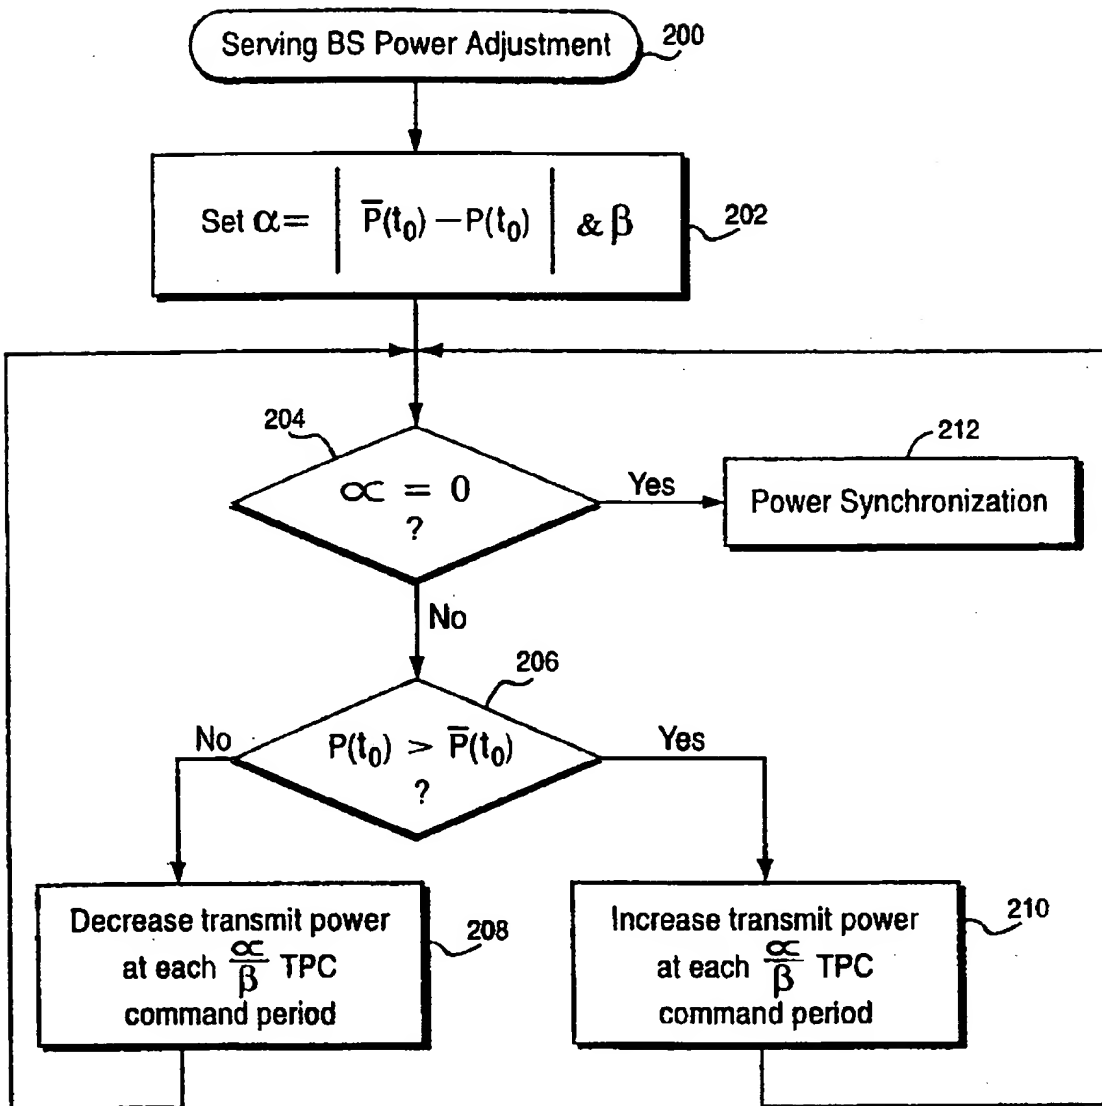 Serving BS Power Adjustment
200
Set α= | P̅(t₀) − P(t₀) | & β
202
204
∝ = 0
?
Yes
212
Power Synchronization
No
206
P(t₀) > P̅(t₀)
?
No
Yes
Decrease transmit power
at each ∝/β TPC
command period
208
Increase transmit power
at each ∝/β TPC
command period
210